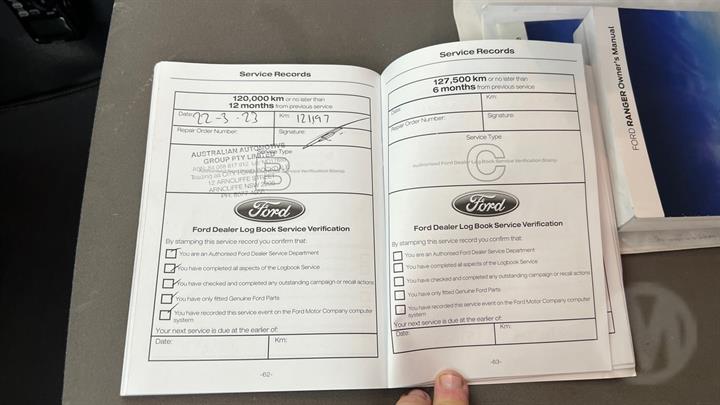 Service Records
120,000 km or no later than
12 months from previous service
Date: 22-3-23 Km: 121197
Repair Order Number: Signature:
Service Type
AUSTRALIAN AUTOMOTIVE
GROUP PTY LIMITED
B
Trading as CITY FORD ROCKDALE
12 ARNCLIFFE STREET
ARNCLIFFE NSW 2205
Ford
Ford Dealer Log Book Service Verification
By stamping this service record you confirm that:
You are an Authorised Ford Dealer Service Department
You have completed all aspects of the Logbook Service
You have checked and completed any outstanding campaign or recall actions
You have only fitted Genuine Ford Parts
You have recorded this service event on the Ford Motor Company computer
system
Your next service is due at the earlier of:
Date: Km:
-62-
Service Records
127,500 km or no later than
6 months from previous service
Date: Km:
Repair Order Number: Signature:
Service Type
C
Authorised Ford Dealer Log Book Service Verification Stamp
Ford
Ford Dealer Log Book Service Verification
By stamping this service record you confirm that:
You are an Authorised Ford Dealer Service Department
You have completed all aspects of the Logbook Service
You have checked and completed any outstanding campaign or recall actions
You have only fitted Genuine Ford Parts
You have recorded this service event on the Ford Motor Company computer
system
Your next service is due at the earlier of:
Date: Km:
-63-
FORD RANGER Owner's Manual
W